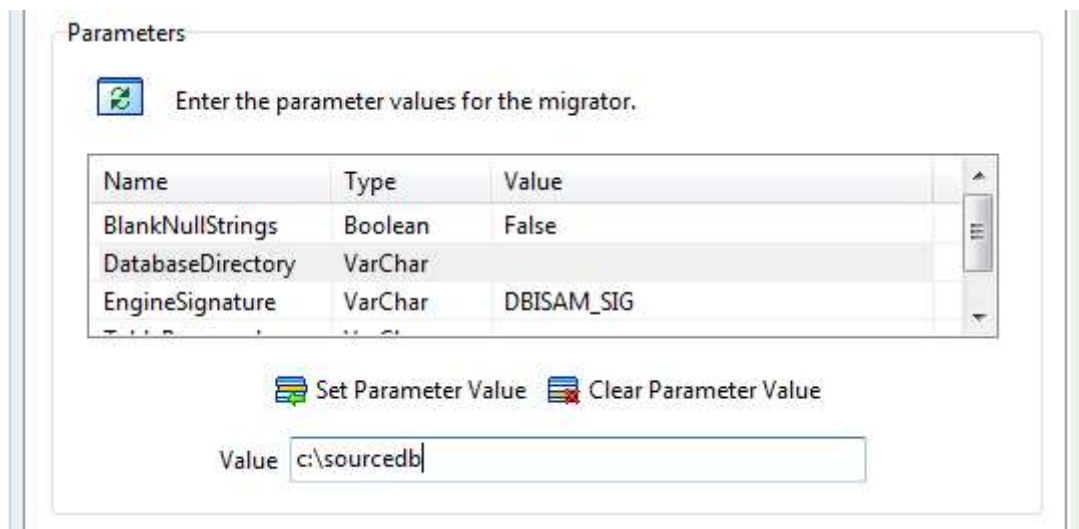 Parameters
Enter the parameter values for the migrator.
Name Type Value
BlankNullStrings Boolean False
DatabaseDirectory VarChar
EngineSignature VarChar DBISAM_SIG
Set Parameter Value Clear Parameter Value
Value c:\sourcedb